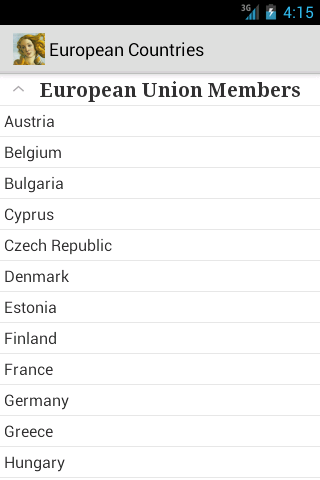 3G 4:15
European Countries
European Union Members
Austria
Belgium
Bulgaria
Cyprus
Czech Republic
Denmark
Estonia
Finland
France
Germany
Greece
Hungary